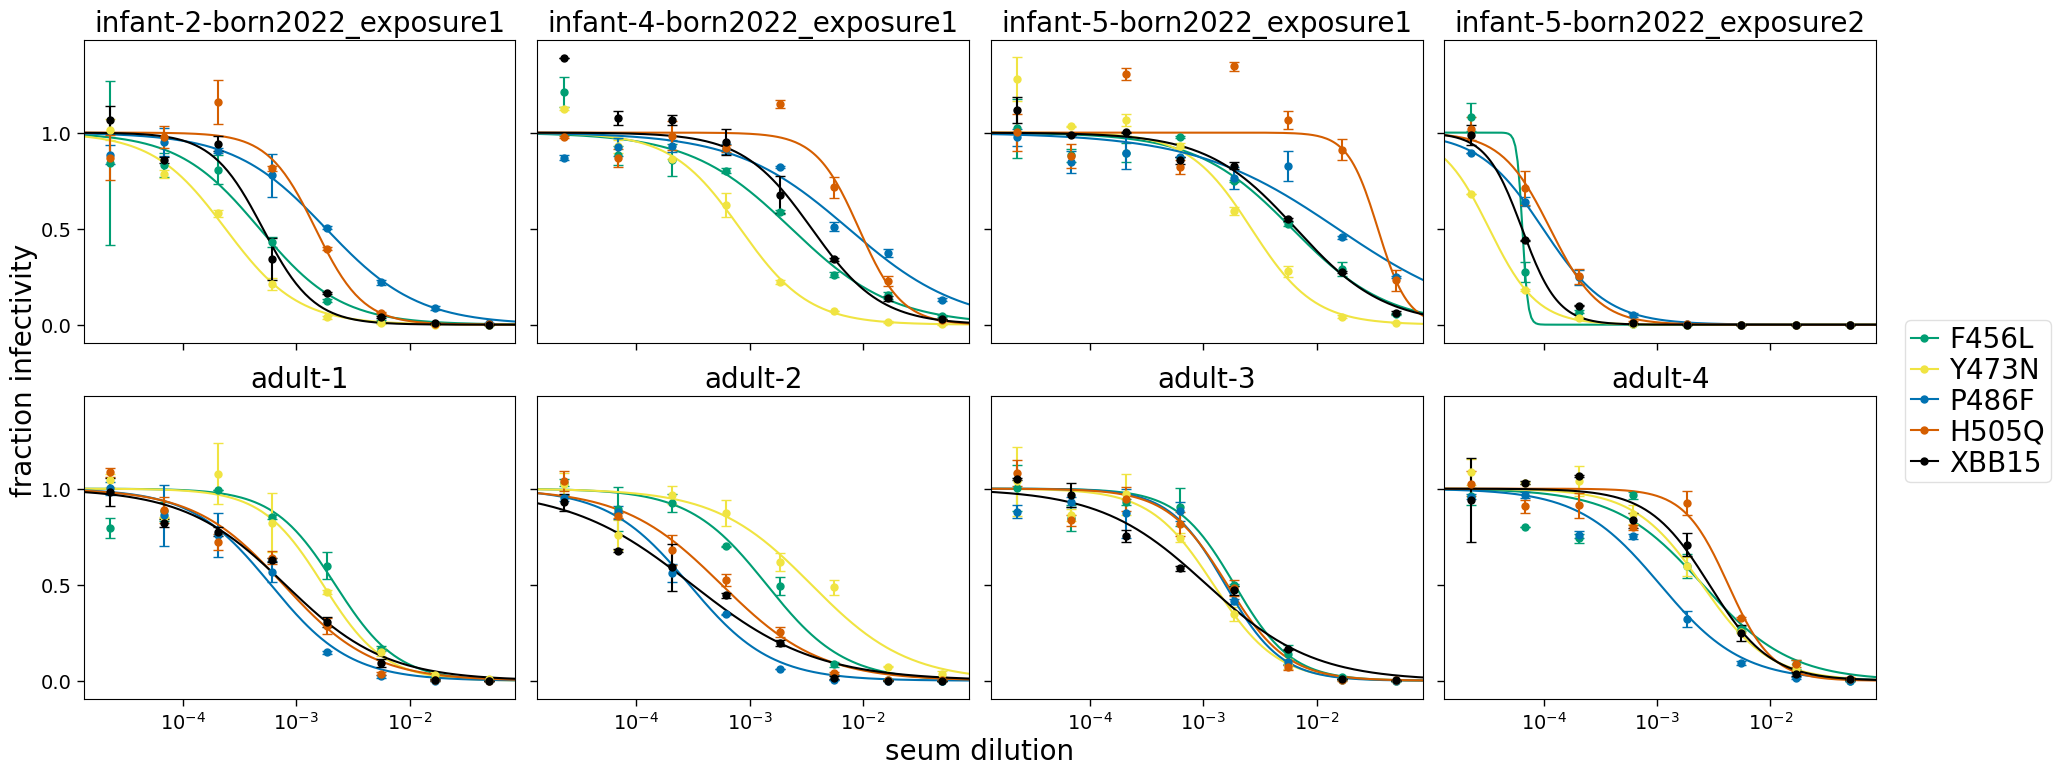 infant-2-born2022_exposure1 infant-4-born2022_exposure1 infant-5-born2022_exposure1 infant-5-born2022_exposure2
1.0
0.5
0.0
adult-1 adult-2 adult-3 adult-4
1.0
0.5
0.0
10⁻⁴ 10⁻³ 10⁻² 10⁻⁴ 10⁻³ 10⁻² 10⁻⁴ 10⁻³ 10⁻² 10⁻⁴ 10⁻³ 10⁻²
fraction infectivity
seum dilution
F456L
Y473N
P486F
H505Q
XBB15